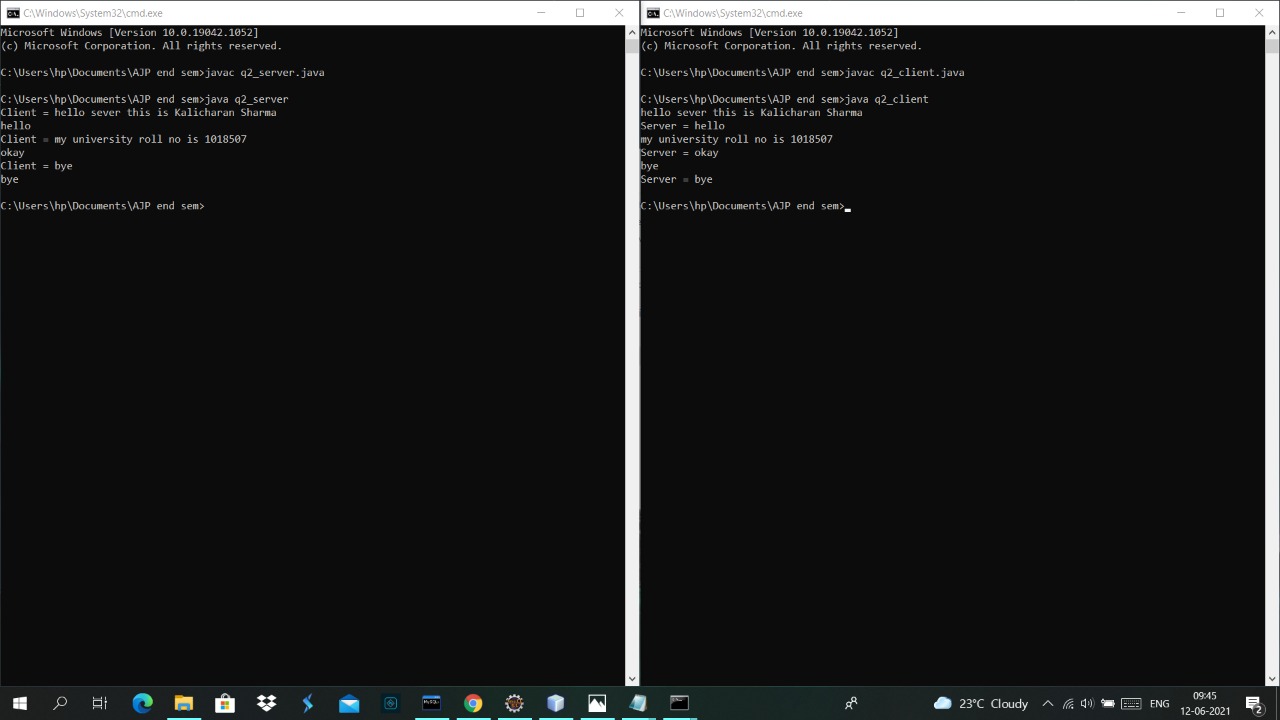 C:\Windows\System32\cmd.exe
Microsoft Windows [Version 10.0.19042.1052]
(c) Microsoft Corporation. All rights reserved.
C:\Users\hp\Documents\AJP end sem>javac q2_server.java
C:\Users\hp\Documents\AJP end sem>java q2_server
Client = hello sever this is Kalicharan Sharma
hello
Client = my university roll no is 1018507
okay
Client = bye
bye
C:\Users\hp\Documents\AJP end sem>
C:\Windows\System32\cmd.exe
Microsoft Windows [Version 10.0.19042.1052]
(c) Microsoft Corporation. All rights reserved.
C:\Users\hp\Documents\AJP end sem>javac q2_client.java
C:\Users\hp\Documents\AJP end sem>java q2_client
hello sever this is Kalicharan Sharma
Server = hello
my university roll no is 1018507
Server = okay
bye
Server = bye
C:\Users\hp\Documents\AJP end sem>
23°C Cloudy
ENG
09:45
12-06-2021
2